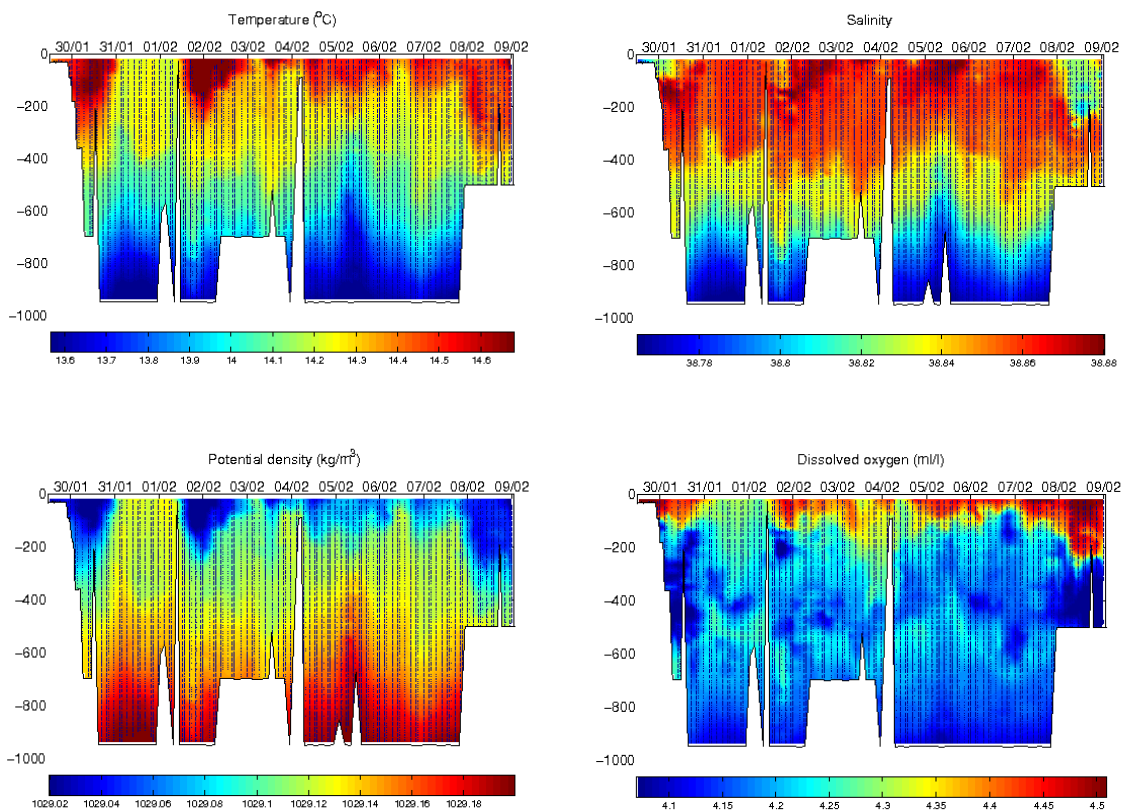 Temperature (°C)
30/01 31/01 01/02 02/02 03/02 04/02 05/02 06/02 07/02 08/02 09/02
0
−200
−400
−600
−800
−1000
13.6 13.7 13.8 13.9 14 14.1 14.2 14.3 14.4 14.5 14.6
Salinity
30/01 31/01 01/02 02/02 03/02 04/02 05/02 06/02 07/02 08/02 09/02
0
−200
−400
−600
−800
−1000
38.78 38.8 38.82 38.84 38.86 38.88
Potential density (kg/m³)
30/01 31/01 01/02 02/02 03/02 04/02 05/02 06/02 07/02 08/02 09/02
0
−200
−400
−600
−800
−1000
1029.02 1029.04 1029.06 1029.08 1029.1 1029.12 1029.14 1029.16 1029.18
Dissolved oxygen (ml/l)
30/01 31/01 01/02 02/02 03/02 04/02 05/02 06/02 07/02 08/02 09/02
0
−200
−400
−600
−800
−1000
4.1 4.15 4.2 4.25 4.3 4.35 4.4 4.45 4.5